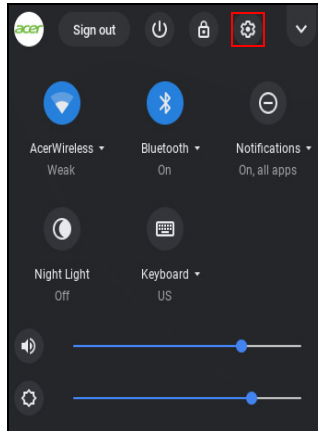 acer Sign out
AcerWireless Bluetooth Notifications
Weak On On, all apps
Night Light Keyboard
Off US